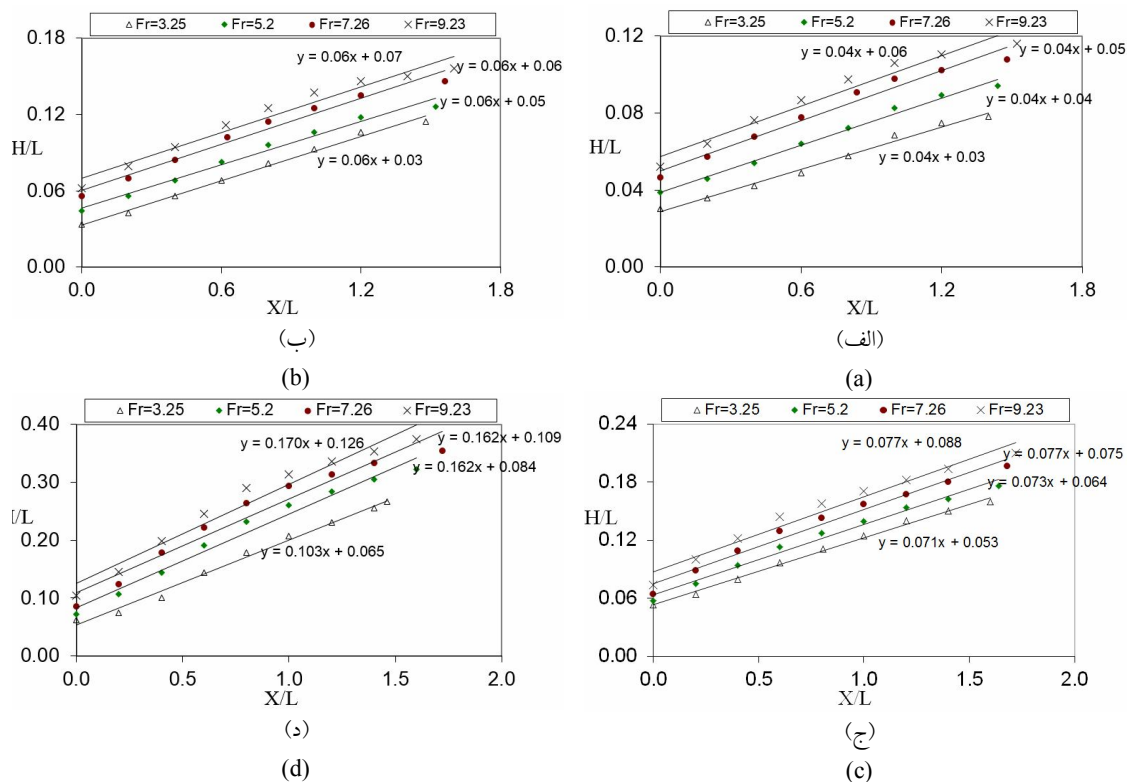 Fr=3.25 Fr=5.2 Fr=7.26 Fr=9.23
0.18
0.12
0.06
0.00
H/L
y = 0.06x + 0.07
y = 0.06x + 0.06
y = 0.06x + 0.05
y = 0.06x + 0.03
0.0 0.6 1.2 1.8
X/L
(ب)
(b)
Fr=3.25 Fr=5.2 Fr=7.26 Fr=9.23
0.12
0.08
0.04
0.00
H/L
y = 0.04x + 0.06
y = 0.04x + 0.05
y = 0.04x + 0.04
y = 0.04x + 0.03
0.0 0.6 1.2 1.8
X/L
(الف)
(a)
Fr=3.25 Fr=5.2 Fr=7.26 Fr=9.23
0.40
0.30
0.20
0.10
0.00
/L
y = 0.170x + 0.126
y = 0.162x + 0.109
y = 0.162x + 0.084
y = 0.103x + 0.065
0.0 0.5 1.0 1.5 2.0
X/L
(د)
(d)
Fr=3.25 Fr=5.2 Fr=7.26 Fr=9.23
0.24
0.18
0.12
0.06
0.00
H/L
y = 0.077x + 0.088
y = 0.077x + 0.075
y = 0.073x + 0.064
y = 0.071x + 0.053
0.0 0.5 1.0 1.5 2.0
X/L
(ج)
(c)